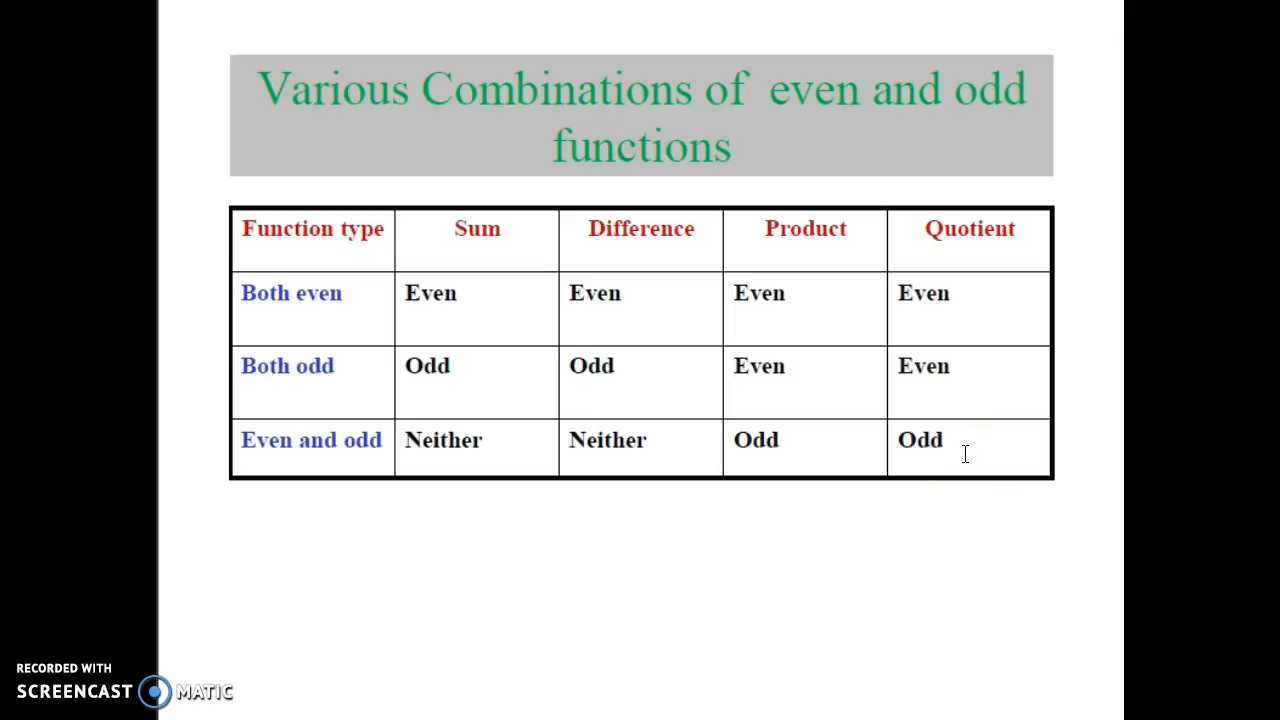 Various Combinations of even and odd
functions
Function type Sum Difference Product Quotient
Both even Even Even Even Even
Both odd Odd Odd Even Even
Even and odd Neither Neither Odd Odd
RECORDED WITH
SCREENCAST MATIC